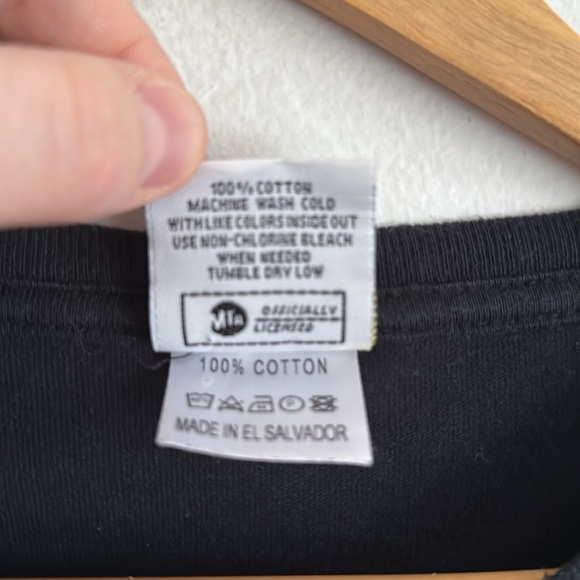 100% COTTON
MACHINE WASH COLD
WITH LIKE COLORS INSIDE OUT
USE NON-CHLORINE BLEACH
WHEN NEEDED
TUMBLE DRY LOW
OFFICIALLY
LICENSED
100% COTTON
MADE IN EL SALVADOR